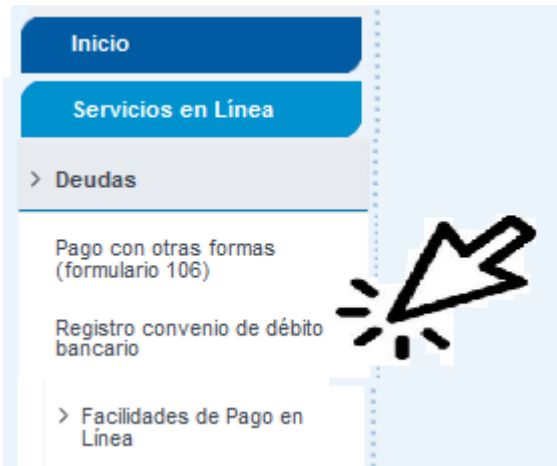 Inicio
Servicios en Línea
> Deudas
Pago con otras formas
(formulario 106)
Registro convenio de débito
bancario
> Facilidades de Pago en
Línea